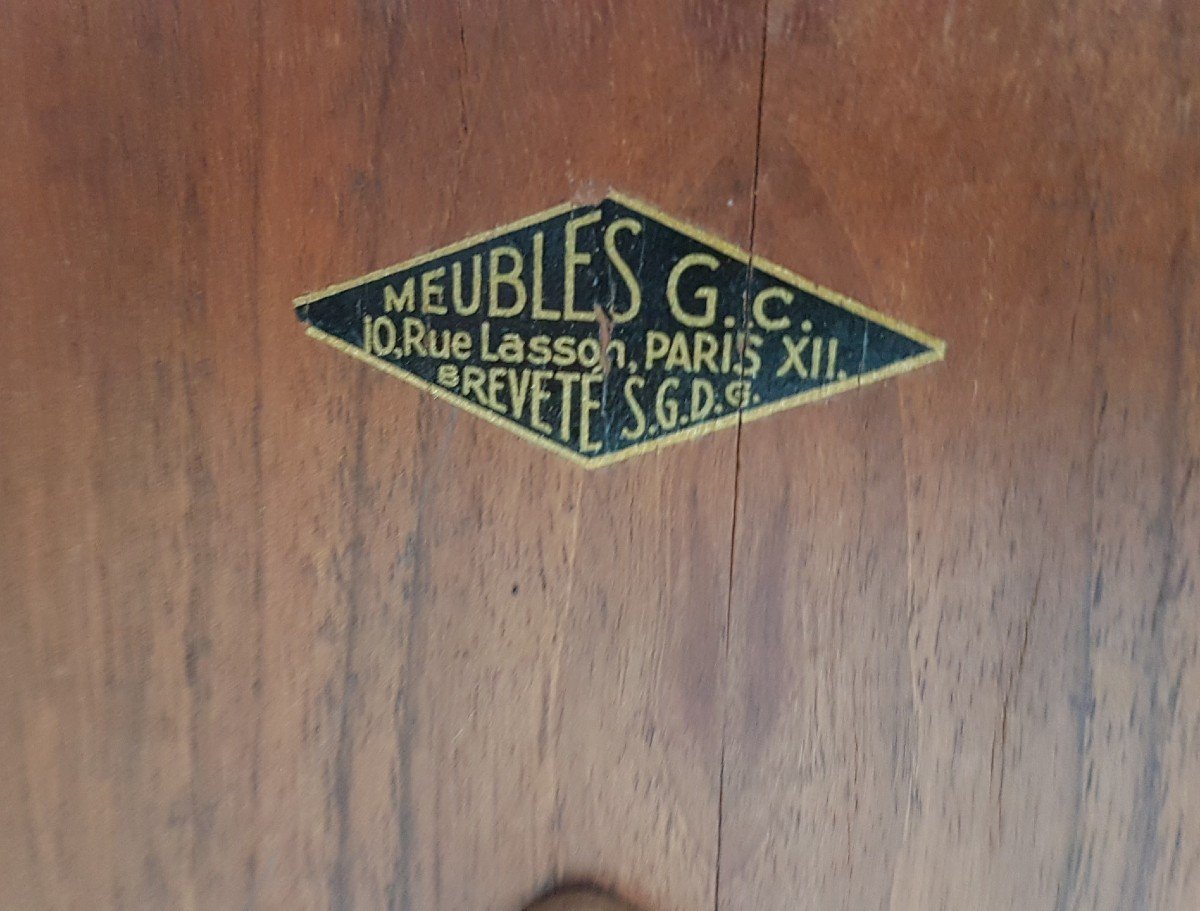 MEUBLES G.C.
10, Rue Lasson, PARIS XII.
BREVETÉ S.G.D.G.